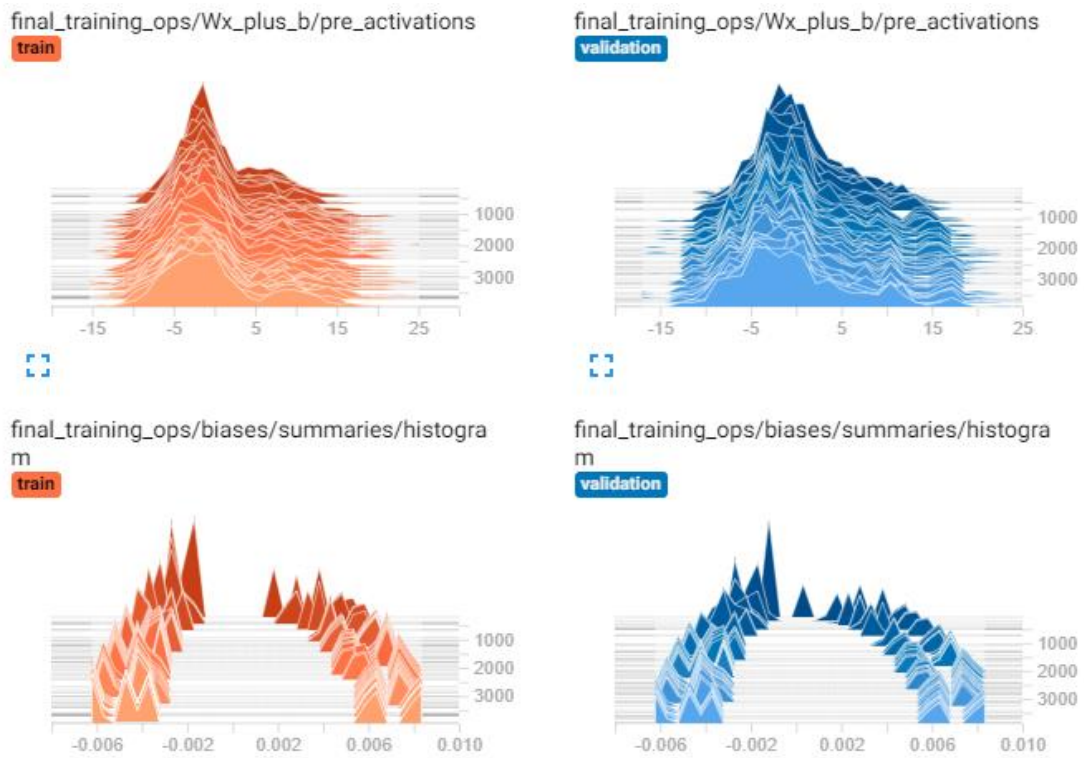 final_training_ops/Wx_plus_b/pre_activations
train
1000
2000
3000
-15 -5 5 15 25
final_training_ops/Wx_plus_b/pre_activations
validation
1000
2000
3000
-15 -5 5 15 25
final_training_ops/biases/summaries/histogra
m
train
1000
2000
3000
-0.006 -0.002 0.002 0.006 0.010
final_training_ops/biases/summaries/histogra
m
validation
1000
2000
3000
-0.006 -0.002 0.002 0.006 0.010